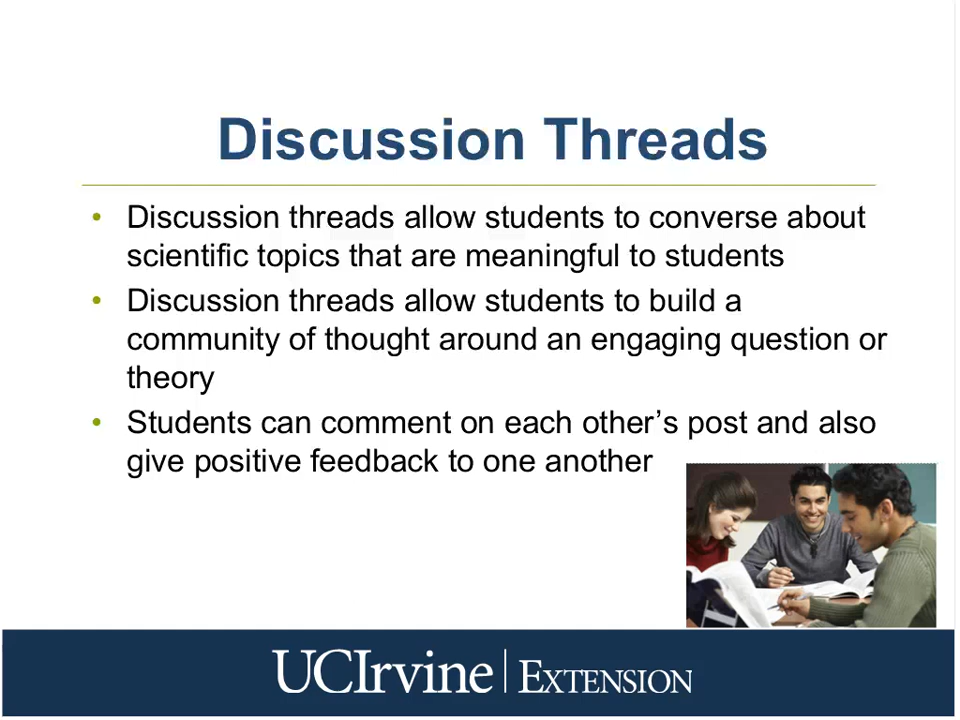 Discussion Threads
• Discussion threads allow students to converse about
scientific topics that are meaningful to students
• Discussion threads allow students to build a
community of thought around an engaging question or
theory
• Students can comment on each other’s post and also
give positive feedback to one another
UCIrvine | EXTENSION